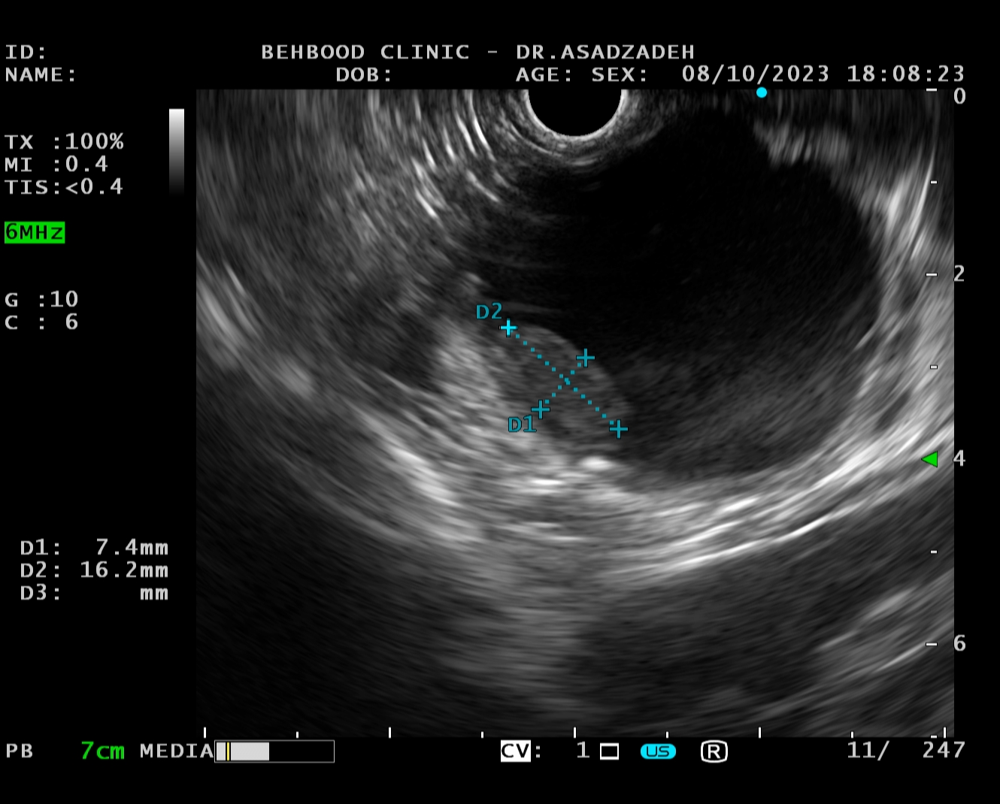 ID: BEHBOOD CLINIC - DR.ASADZADEH
NAME: DOB: AGE: SEX: 08/10/2023 18:08:23
0
TX :100%
MI :0.4
TIS:<0.4
6MHz
2
G :10
C : 6
D2
D1
4
D1: 7.4mm
D2: 16.2mm
D3: mm
6
PB 7cm MEDIA CV: 1 US R 11/ 247